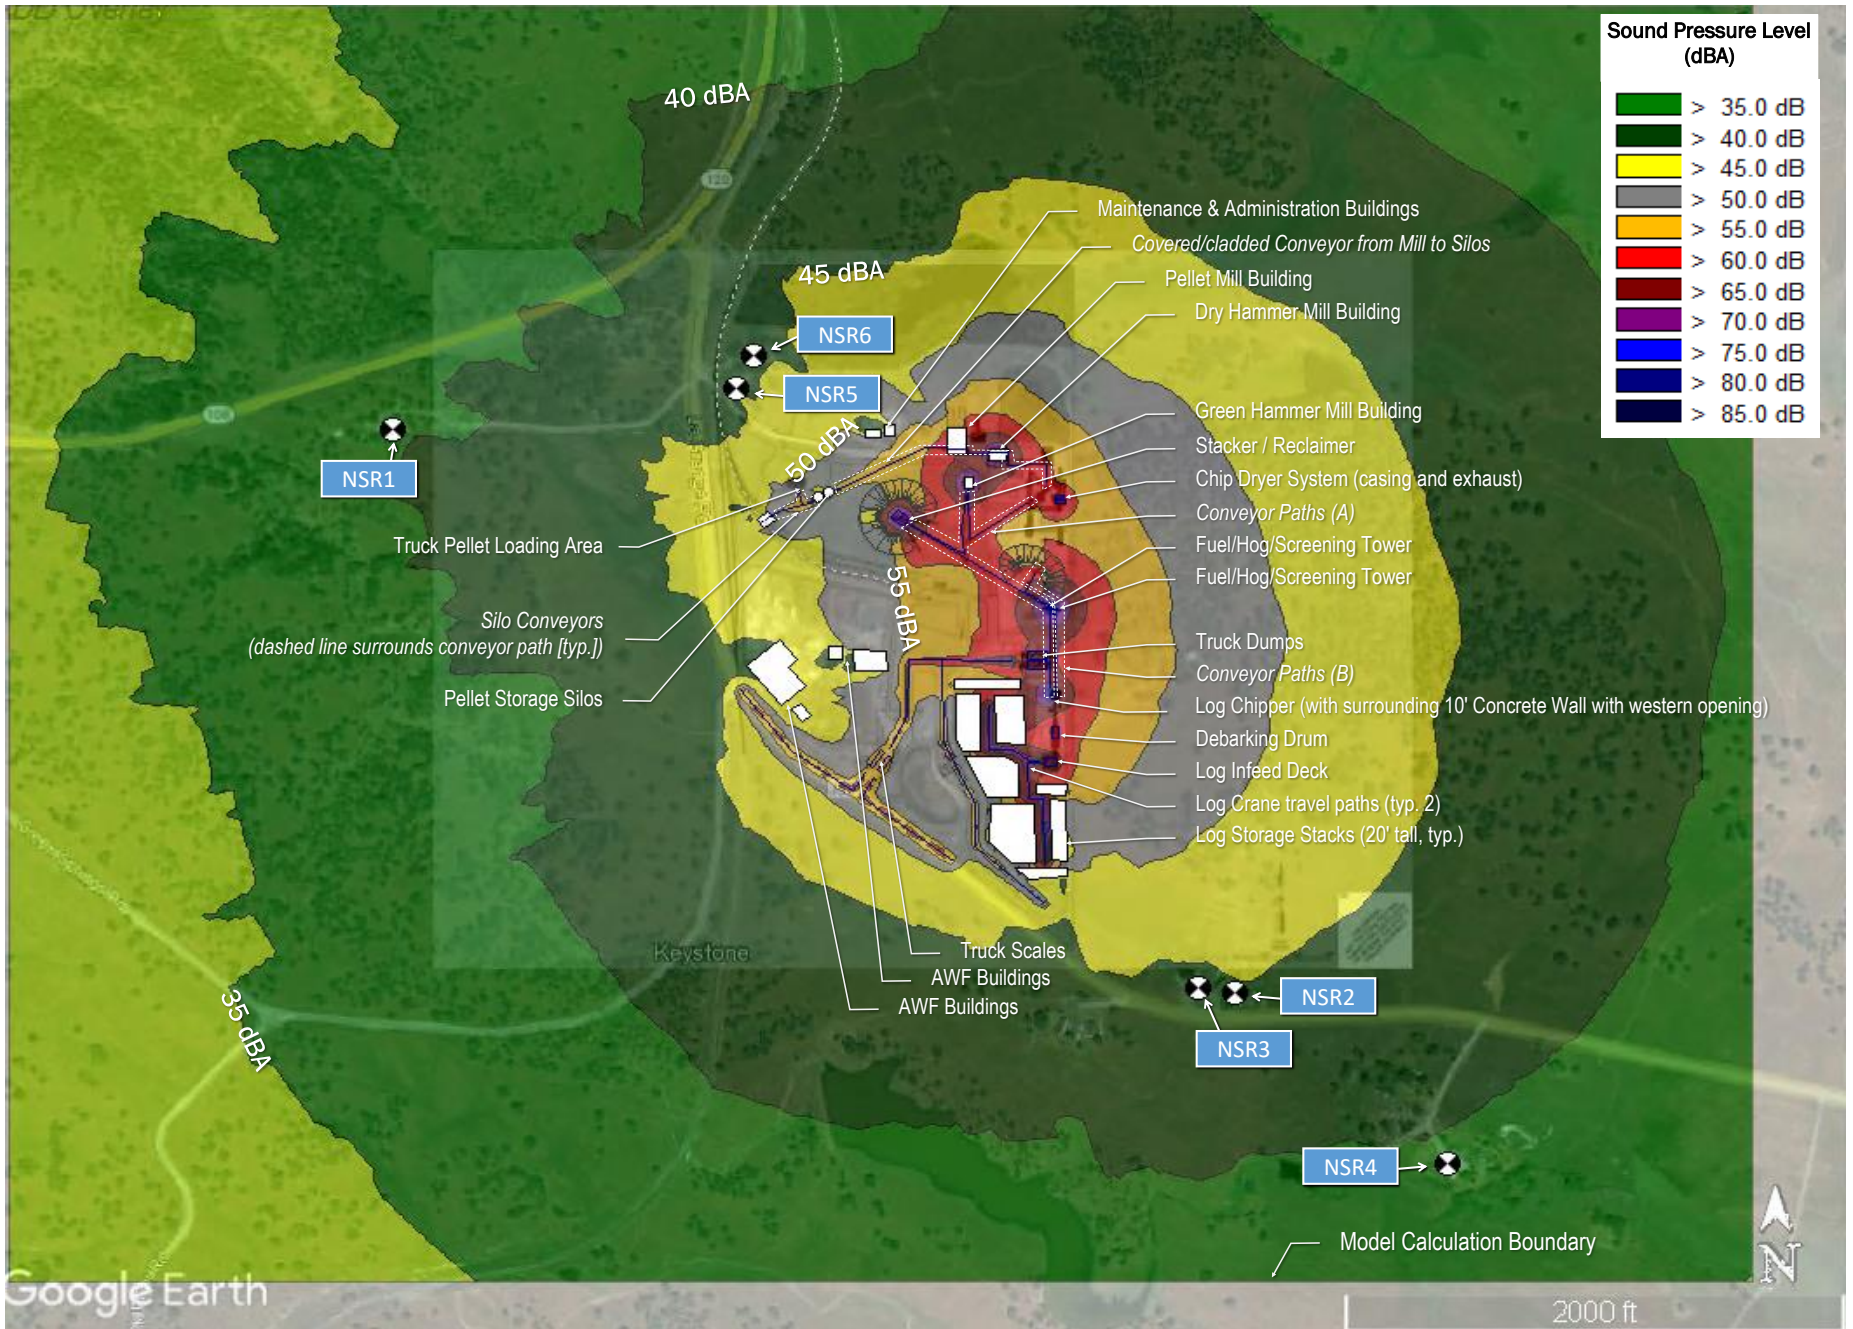 Sound Pressure Level
(dBA)
> 35.0 dB
> 40.0 dB
> 45.0 dB
> 50.0 dB
> 55.0 dB
> 60.0 dB
> 65.0 dB
> 70.0 dB
> 75.0 dB
> 80.0 dB
> 85.0 dB
40 dBA
Maintenance & Administration Buildings
Covered/cladded Conveyor from Mill to Silos
45 dBA
Pellet Mill Building
Dry Hammer Mill Building
NSR6
NSR5
Green Hammer Mill Building
50 dBA
Stacker / Reclaimer
NSR1
Chip Dryer System (casing and exhaust)
Conveyor Paths (A)
Truck Pellet Loading Area
Fuel/Hog/Screening Tower
Fuel/Hog/Screening Tower
55 dBA
Silo Conveyors
(dashed line surrounds conveyor path [typ.])
Truck Dumps
Conveyor Paths (B)
Pellet Storage Silos
Log Chipper (with surrounding 10' Concrete Wall with western opening)
Debarking Drum
Log Infeed Deck
Log Crane travel paths (typ. 2)
Log Storage Stacks (20' tall, typ.)
Keystone
Truck Scales
AWF Buildings
AWF Buildings
NSR2
35 dBA
NSR3
NSR4
Model Calculation Boundary
N
Google Earth
2000 ft